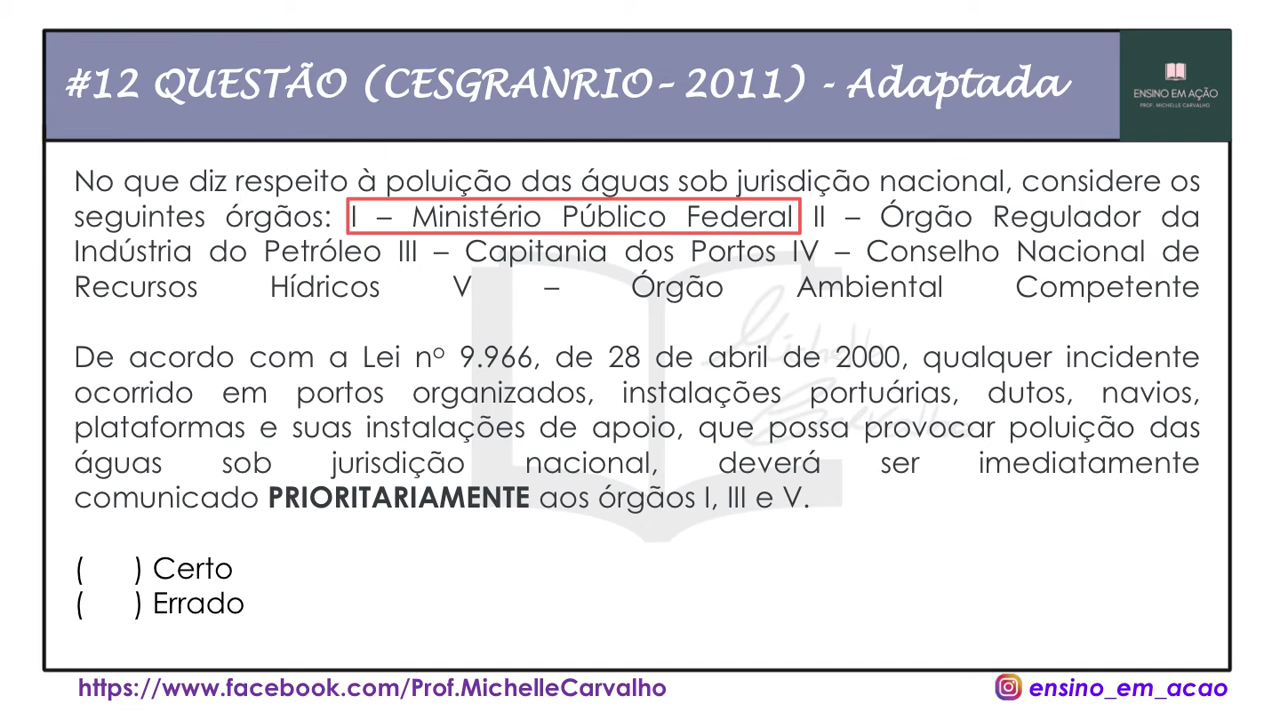 #12 QUESTÃO (CESGRANRIO- 2011) - Adaptada
ENSINO EM AÇÃO
PROF. MICHELLE CARVALHO
No que diz respeito à poluição das águas sob jurisdição nacional, considere os
seguintes órgãos: I – Ministério Público Federal II – Órgão Regulador da
Indústria do Petróleo III – Capitania dos Portos IV – Conselho Nacional de
Recursos Hídricos V – Órgão Ambiental Competente
De acordo com a Lei nº 9.966, de 28 de abril de 2000, qualquer incidente
ocorrido em portos organizados, instalações portuárias, dutos, navios,
plataformas e suas instalações de apoio, que possa provocar poluição das
águas sob jurisdição nacional, deverá ser imediatamente
comunicado PRIORITARIAMENTE aos órgãos I, III e V.
( ) Certo
( ) Errado
https://www.facebook.com/Prof.MichelleCarvalho
ensino_em_acao